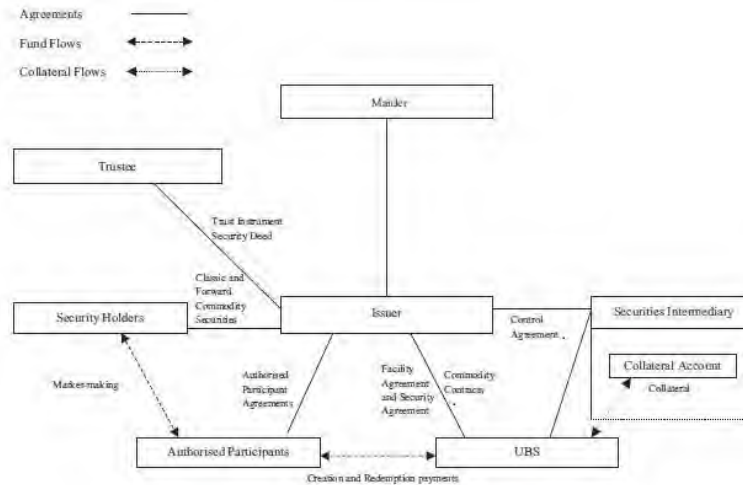 Agreements
Fund Flows
Collateral Flows
Maider
Trustee
Trust Instrument
Security Deed
Classic and
Forward
Commodity
Securities
Security Holders
Issuer
Control
Agreement
Securities Intermediary
Collateral Account
Collateral
Market-making
Authorised
Participant
Agreements
Facility
Agreement
and Security
Agreement
Commodity
Contracts
Authorised Participants
UBS
Creation and Redemption payments